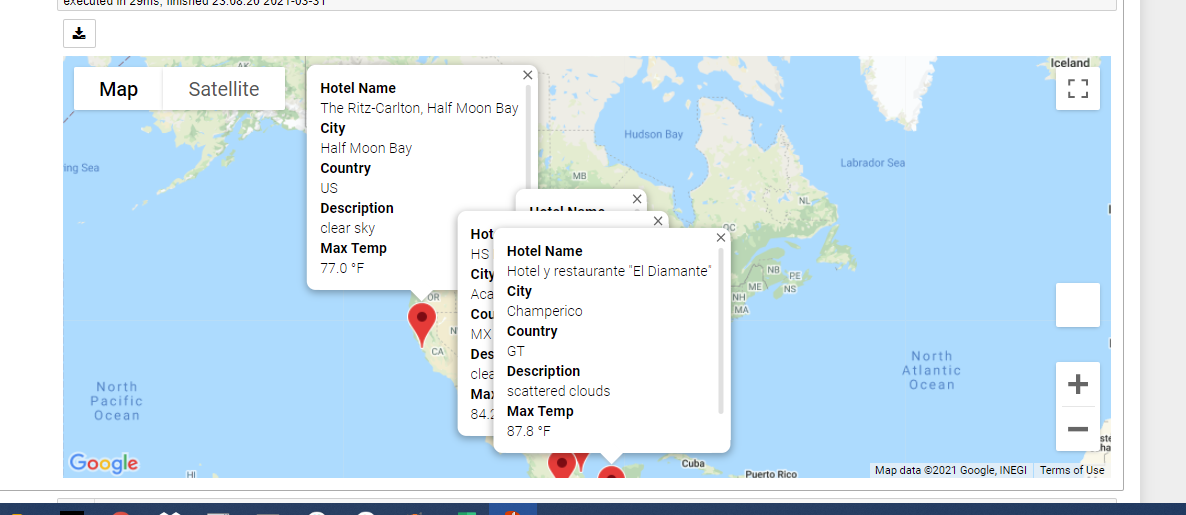 executed in 29ms, finished 23:08:20 2021-03-31
Map
Satellite
Iceland
Hotel Name
The Ritz-Carlton, Half Moon Bay
City
Half Moon Bay
Country
US
Description
clear sky
Max Temp
77.0 °F
ing Sea
Hudson Bay
Labrador Sea
MB
NL
QC
NB
PE
NS
ME
NH
MA
OR
CA
Hotel Name
Hot
HS
City
Aca
Cou
MX
Des
clea
Max
84.2
Hotel Name
Hotel y restaurante "El Diamante"
City
Champerico
Country
GT
Description
scattered clouds
Max Temp
87.8 °F
North
Pacific
Ocean
North
Atlantic
Ocean
Google
HI
Cuba
Puerto Rico
Map data ©2021 Google, INEGI
Terms of Use